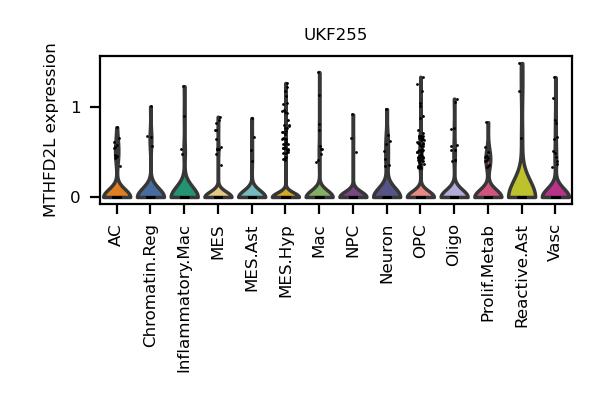 UKF255
MTHFD2L expression
1
0
AC
Chromatin.Reg
Inflammatory.Mac
MES
MES.Ast
MES.Hyp
Mac
NPC
Neuron
OPC
Oligo
Prolif.Metab
Reactive.Ast
Vasc